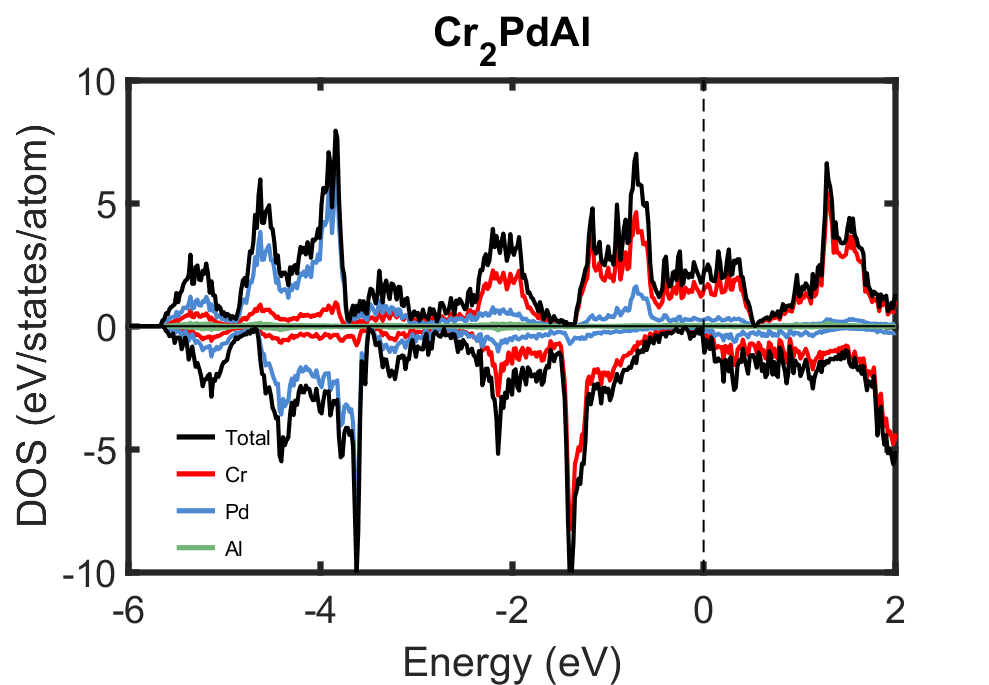 Cr2PdAl
DOS (eV/states/atom)
10
5
0
-5
-10
Total
Cr
Pd
Al
-6 -4 -2 0 2
Energy (eV)